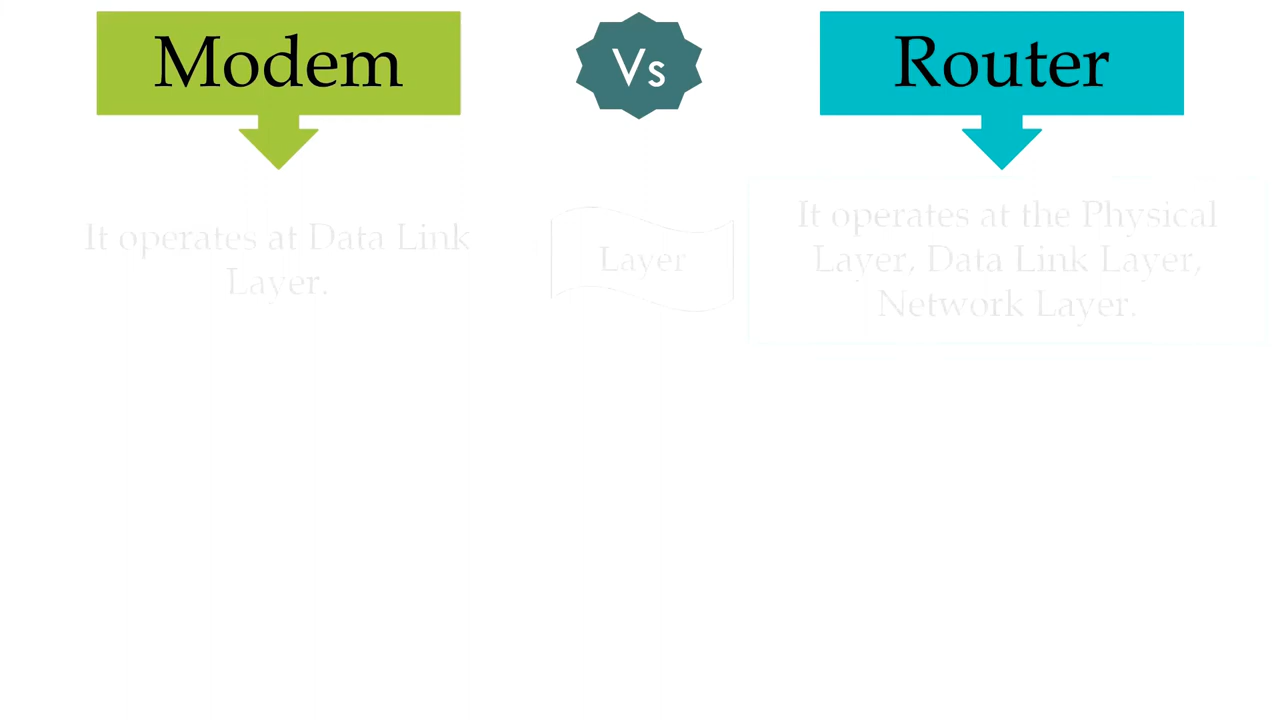 Modem
Vs
Router
It operates at Data Link
Layer.
Layer
It operates at the Physical
Layer, Data Link Layer,
Network Layer.